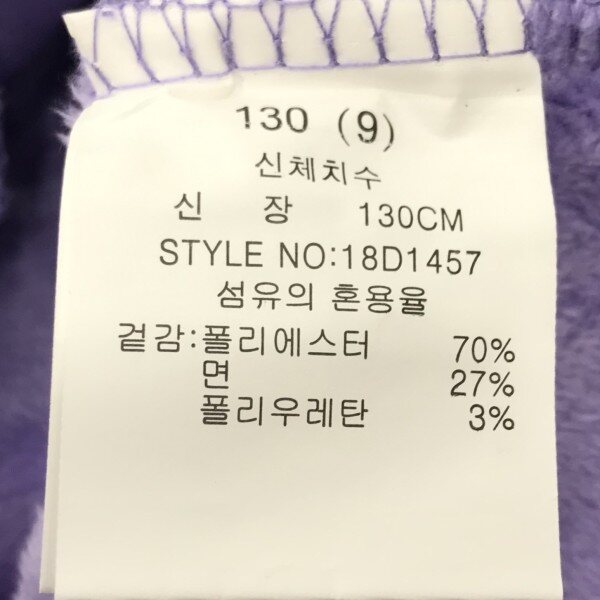 130 (9)
신체치수
신 장 130CM
STYLE NO:18D1457
섬유의 혼용율
겉감:폴리에스터 70%
면 27%
폴리우레탄 3%